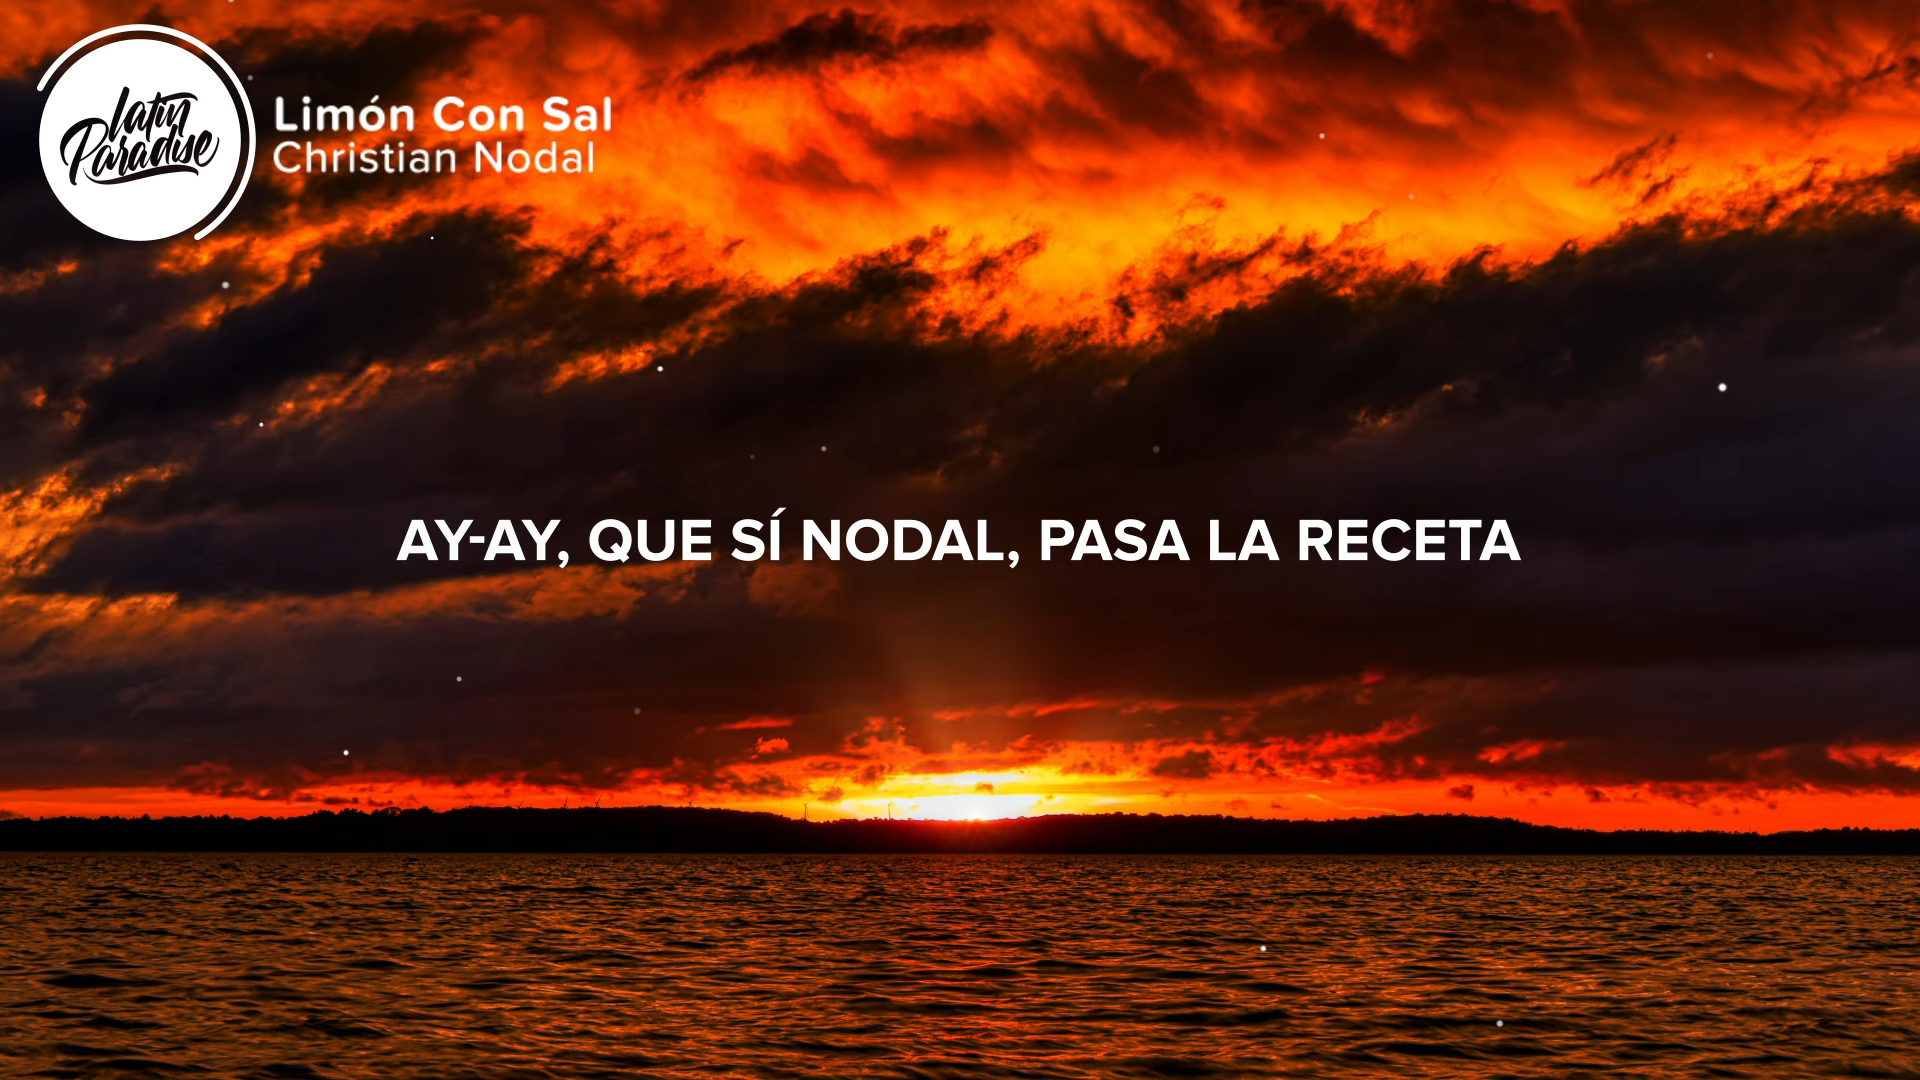 Latin
Paradise
Limón Con Sal
Christian Nodal
AY-AY, QUE SÍ NODAL, PASA LA RECETA